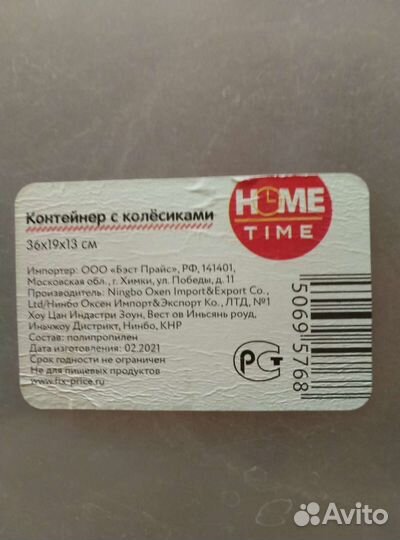 HOME
TIME
Контейнер с колёсиками
36x19x13 см
Импортер: ООО «Бэст Прайс», РФ, 141401,
Московская обл., г. Химки, ул. Победы, д. 11
Производитель: Ningbo Oxen Import&Export Co.,
Ltd/Нинбо Оксен Импорт&Экспорт Ко., ЛТД, №1
Хоу Цан Индастри Зоун, Вест ов Иньсянь роуд,
Иньчжоу Дистрикт, Нинбо, КНР
Состав: полипропилен
Дата изготовления: 02.2021
Срок годности не ограничен
Не для пищевых продуктов
www.fix-price.ru
РСТ
5069 5768
Avito